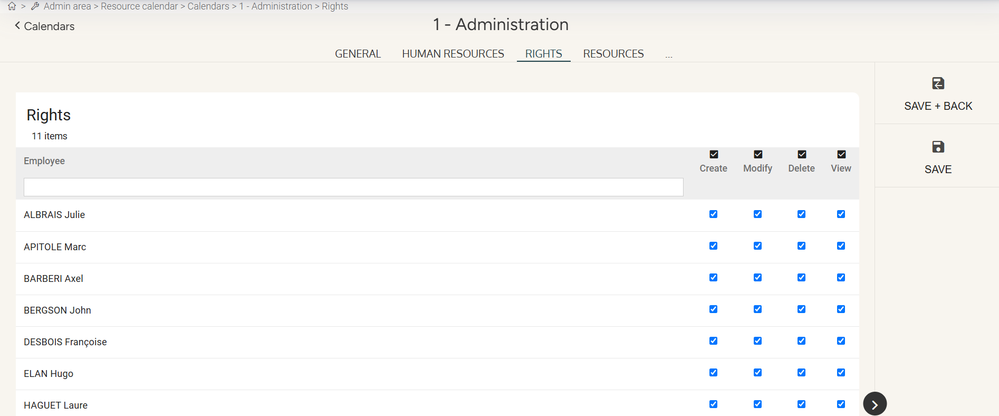 > Admin area > Resource calendar > Calendars > 1 - Administration > Rights
Calendars
1 - Administration
GENERAL HUMAN RESOURCES RIGHTS RESOURCES ...
SAVE + BACK
SAVE
Rights
11 items
Employee Create Modify Delete View
ALBRAIS Julie
APITOLE Marc
BARBERI Axel
BERGSON John
DESBOIS Françoise
ELAN Hugo
HAGUET Laure